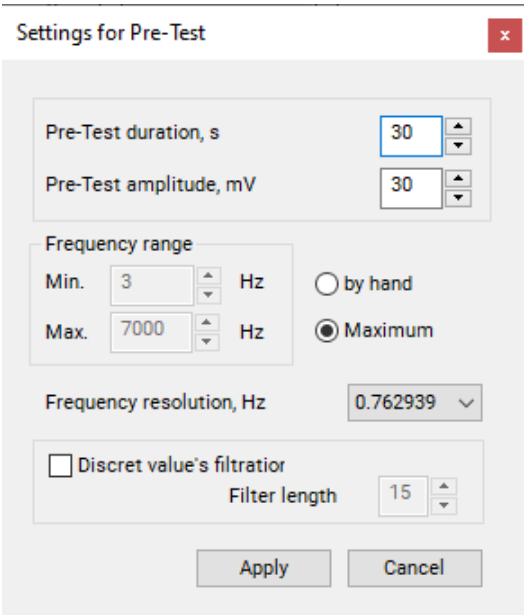 Settings for Pre-Test
x
Pre-Test duration, s 30
Pre-Test amplitude, mV 30
Frequency range
Min. 3 Hz by hand
Max. 7000 Hz Maximum
Frequency resolution, Hz 0.762939
Discret value's filtratior
Filter length 15
Apply Cancel